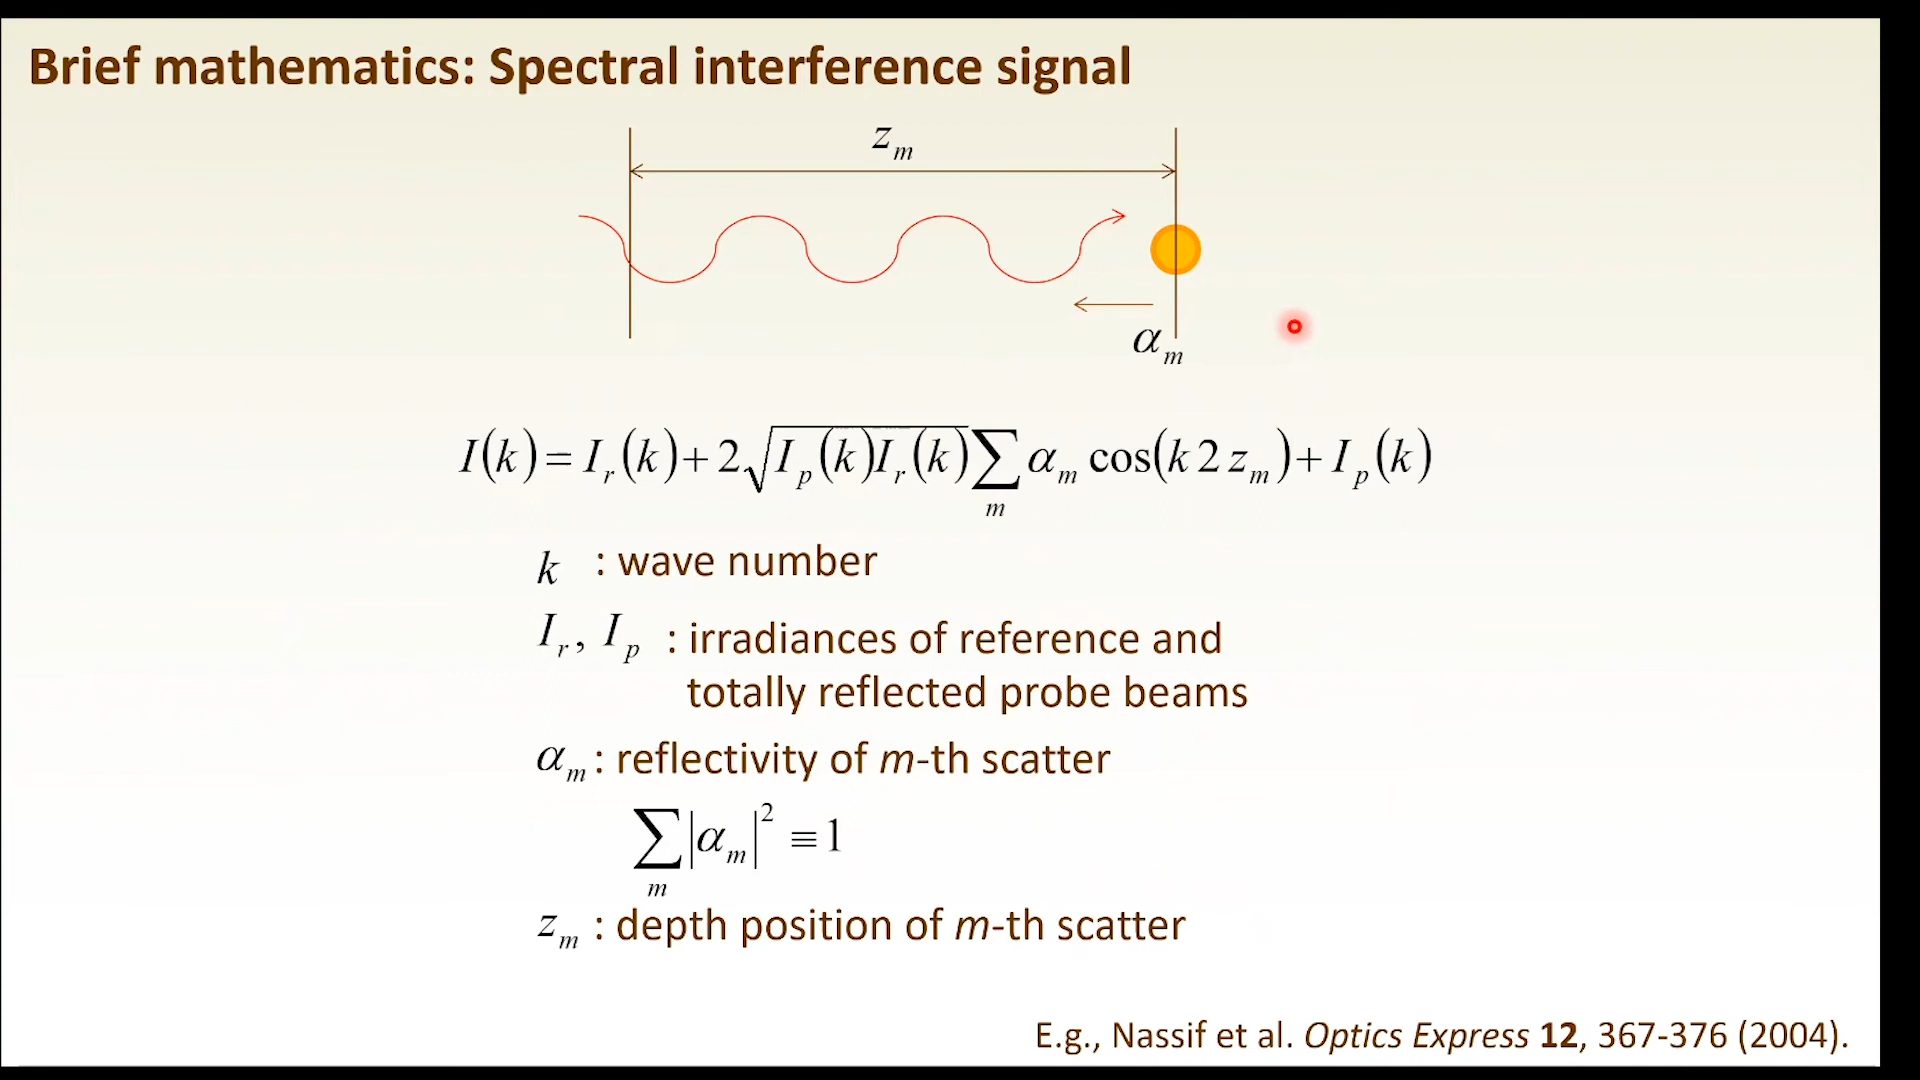 Brief mathematics: Spectral interference signal
z_m
α_m
I(k) = I_r(k) + 2√(I_p(k)I_r(k)) ∑_m α_m cos(k 2 z_m) + I_p(k)
k : wave number
I_r, I_p : irradiances of reference and
totally reflected probe beams
α_m : reflectivity of m-th scatter
∑_m |α_m|² ≡ 1
z_m : depth position of m-th scatter
E.g., Nassif et al. Optics Express 12, 367-376 (2004).